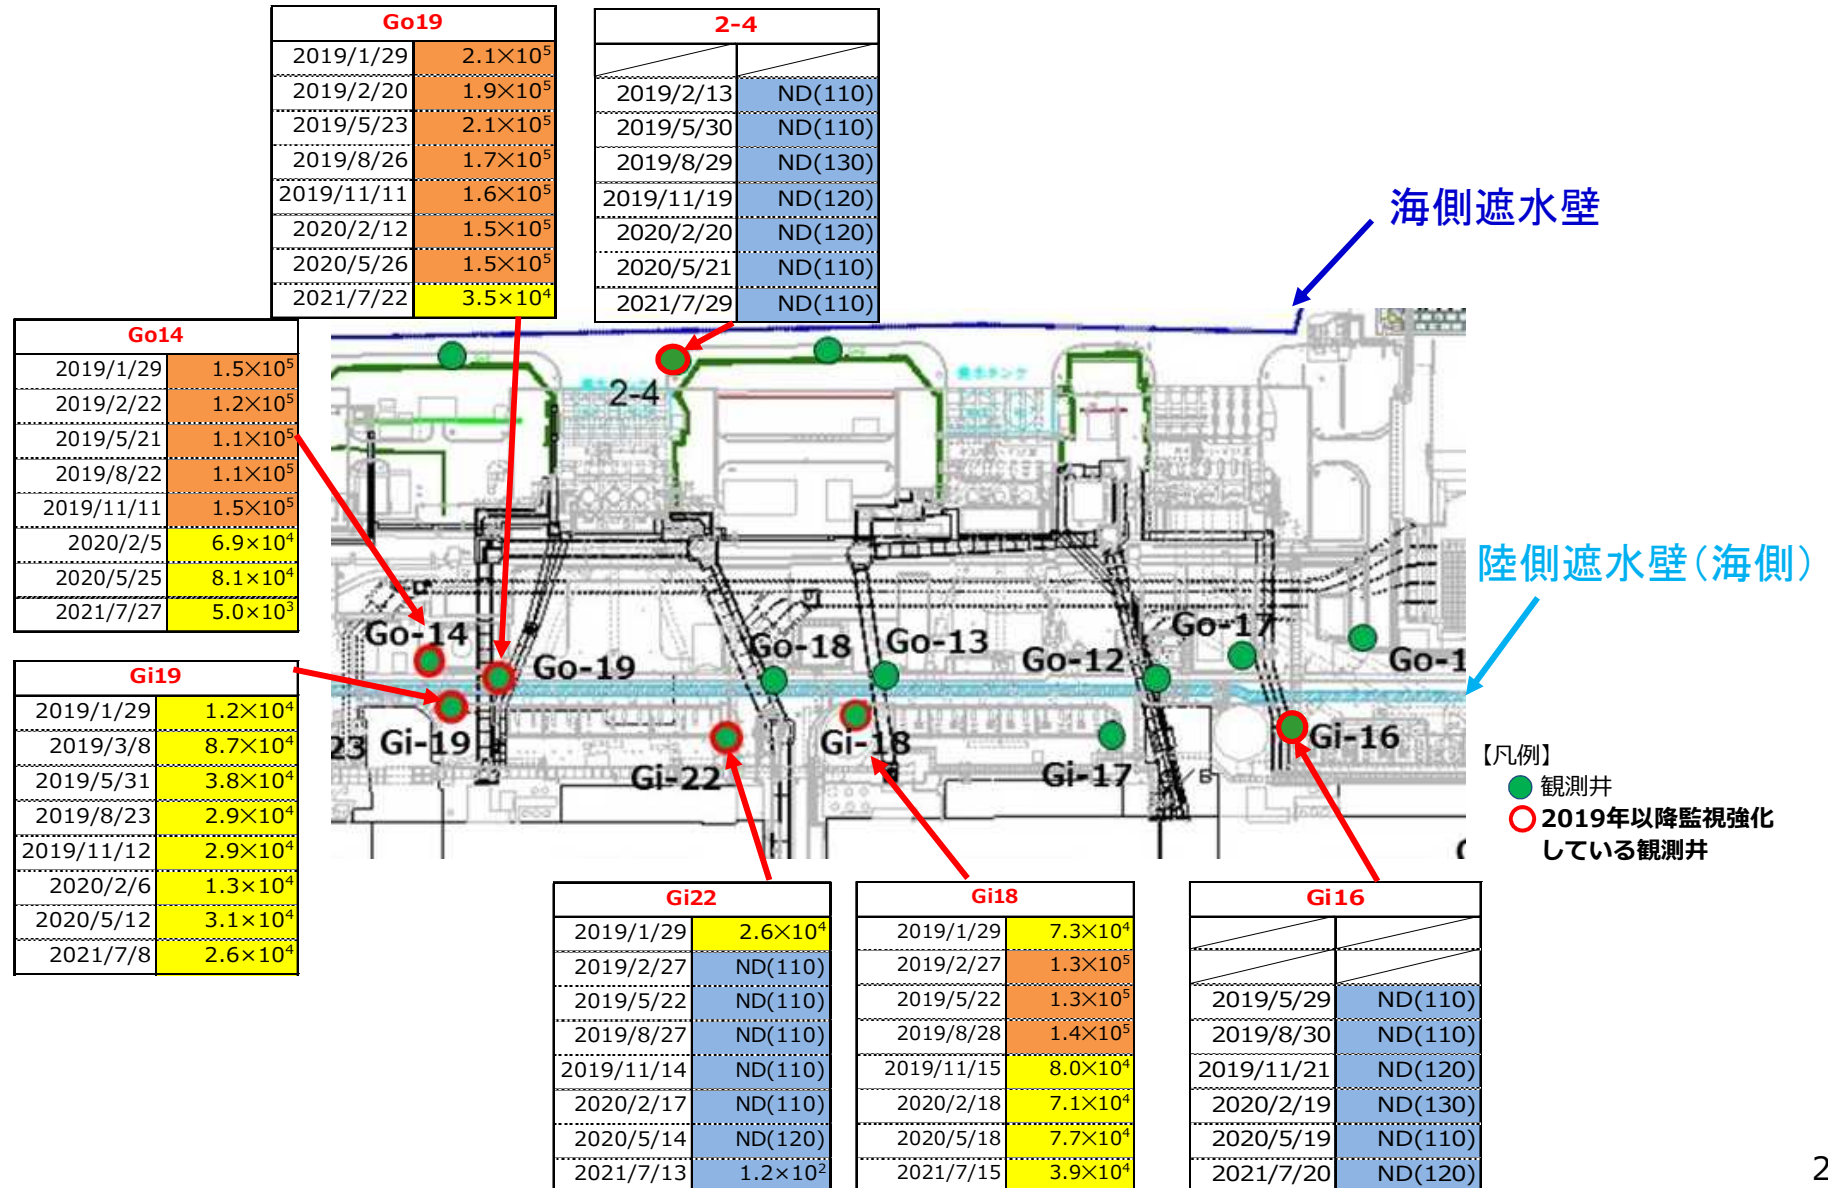 Go19
2019/1/29 2.1×10⁵
2019/2/20 1.9×10⁵
2019/5/23 2.1×10⁵
2019/8/26 1.7×10⁵
2019/11/11 1.6×10⁵
2020/2/12 1.5×10⁵
2020/5/26 1.5×10⁵
2021/7/22 3.5×10⁴
2-4
2019/2/13 ND(110)
2019/5/30 ND(110)
2019/8/29 ND(130)
2019/11/19 ND(120)
2020/2/20 ND(120)
2020/5/21 ND(110)
2021/7/29 ND(110)
海側遮水壁
Go14
2019/1/29 1.5×10⁵
2019/2/22 1.2×10⁵
2019/5/21 1.1×10⁵
2019/8/22 1.1×10⁵
2019/11/11 1.5×10⁵
2020/2/5 6.9×10⁴
2020/5/25 8.1×10⁴
2021/7/27 5.0×10³
2-4
陸側遮水壁(海側)
Go-14
Go-19
Go-18
Go-13
Go-12
Go-17
Go-1
Gi19
2019/1/29 1.2×10⁴
2019/3/8 8.7×10⁴
2019/5/31 3.8×10⁴
2019/8/23 2.9×10⁴
2019/11/12 2.9×10⁴
2020/2/6 1.3×10⁴
2020/5/12 3.1×10⁴
2021/7/8 2.6×10⁴
23
Gi-19
Gi-22
Gi-18
Gi-17
Gi-16
【凡例】
観測井
2019年以降監視強化
している観測井
Gi22
2019/1/29 2.6×10⁴
2019/2/27 ND(110)
2019/5/22 ND(110)
2019/8/27 ND(110)
2019/11/14 ND(110)
2020/2/17 ND(110)
2020/5/14 ND(120)
2021/7/13 1.2×10²
Gi18
2019/1/29 7.3×10⁴
2019/2/27 1.3×10⁵
2019/5/22 1.3×10⁵
2019/8/28 1.4×10⁵
2019/11/15 8.0×10⁴
2020/2/18 7.1×10⁴
2020/5/18 7.7×10⁴
2021/7/15 3.9×10⁴
Gi16
2019/5/29 ND(110)
2019/8/30 ND(110)
2019/11/21 ND(120)
2020/2/19 ND(130)
2020/5/19 ND(110)
2021/7/20 ND(120)
2